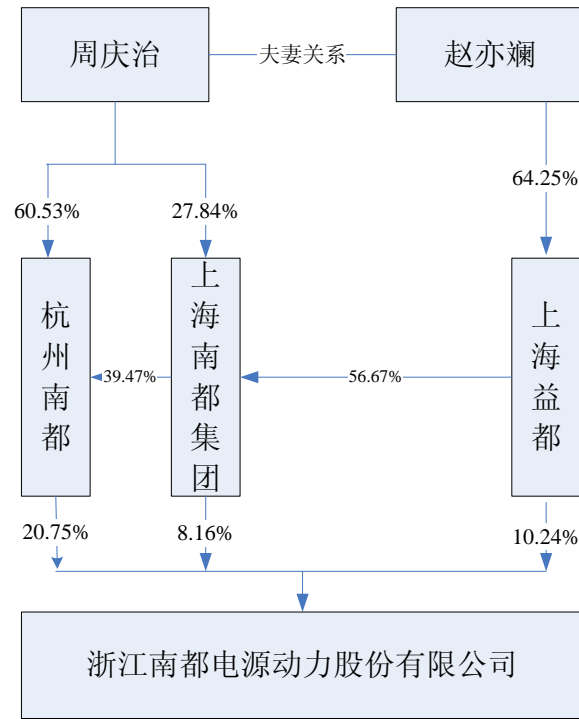 周庆治
夫妻关系
赵亦斓
64.25%
60.53%
27.84%
杭州南都
上海南都集团
上海益都
39.47%
56.67%
20.75%
8.16%
10.24%
浙江南都电源动力股份有限公司